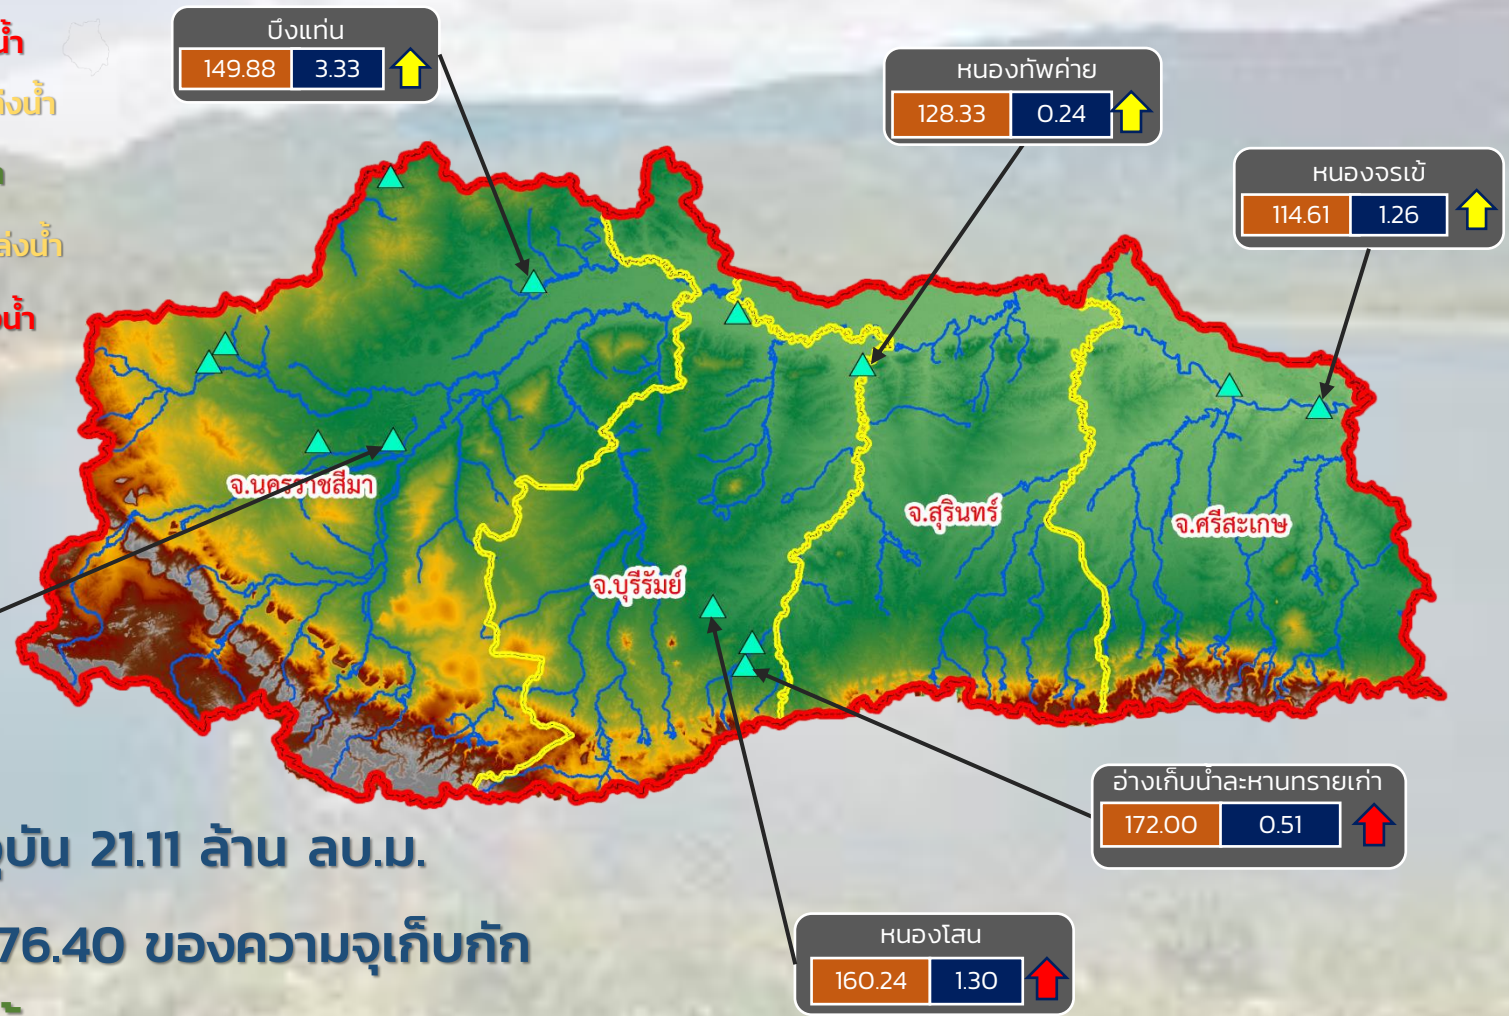 บึงแท่น
149.88 3.33
หนองทัพค่าย
128.33 0.24
หนองจรเข้
114.61 1.26
จ.นครราชสีมา
จ.สุรินทร์
จ.ศรีสะเกษ
จ.บุรีรัมย์
อ่างเก็บน้ำละหานทรายเก่า
172.00 0.51
21.11 ล้าน ลบ.ม.
76.40 ของความจุเก็บกัก
หนองโสน
160.24 1.30